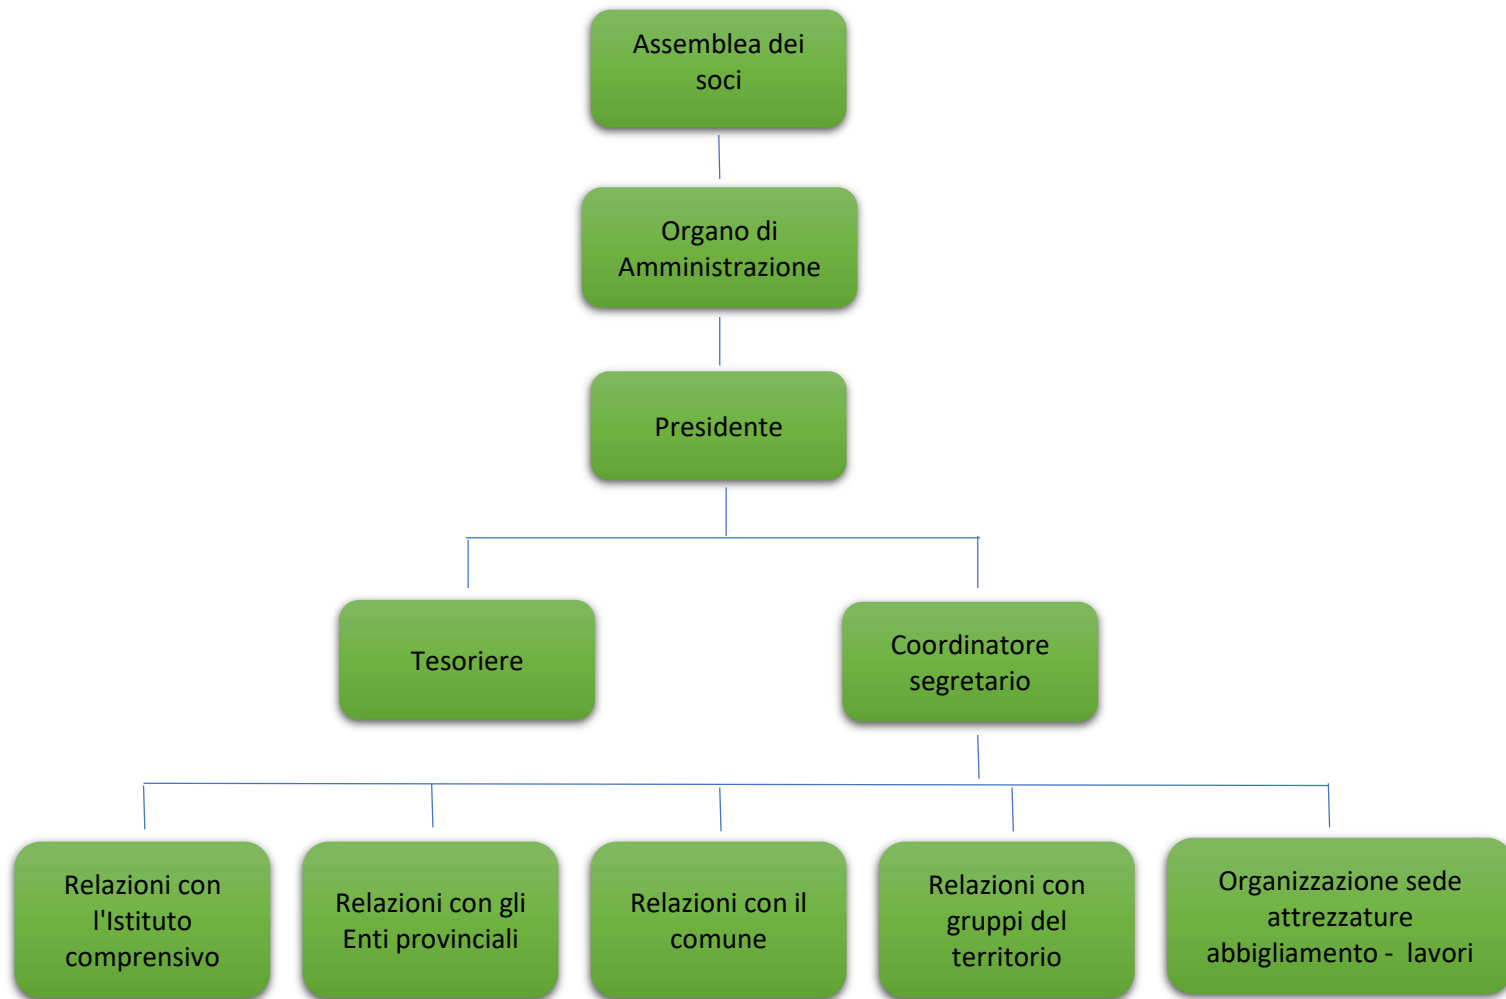 Assemblea dei
soci
Organo di
Amministrazione
Presidente
Tesoriere
Coordinatore
segretario
Relazioni con
l'Istituto
comprensivo
Relazioni con gli
Enti provinciali
Relazioni con il
comune
Relazioni con
gruppi del
territorio
Organizzazione sede
attrezzature
abbigliamento -  lavori